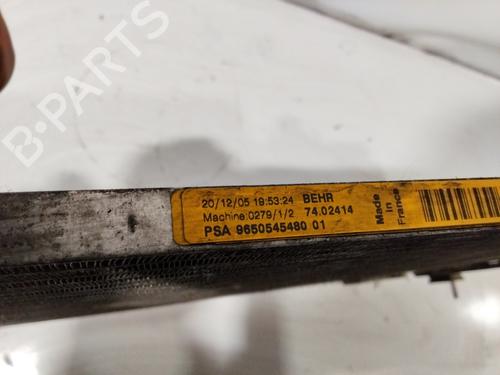 B-PARTS
20/12/05 19:53:24 BEHR
Machine:0279/1/2 74.02414
PSA 9650545480 01
Made
in
France